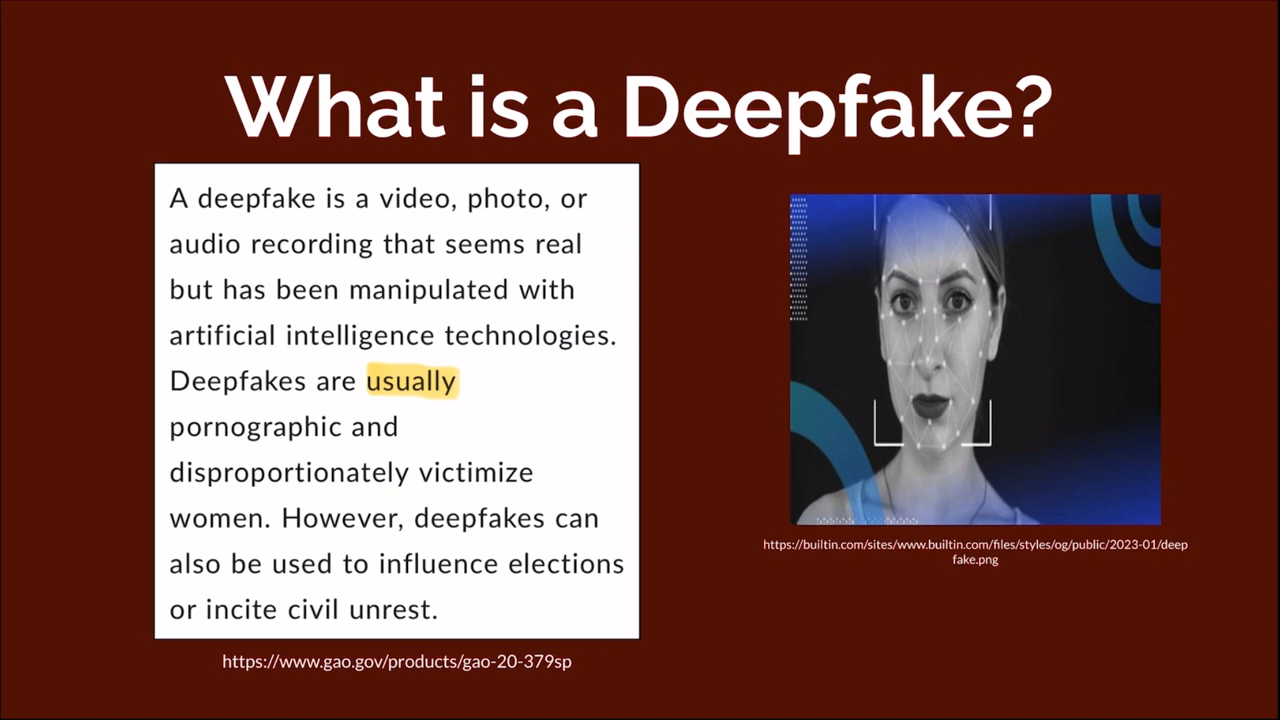 What is a Deepfake?
A deepfake is a video, photo, or
audio recording that seems real
but has been manipulated with
artificial intelligence technologies.
Deepfakes are usually
pornographic and
disproportionately victimize
women. However, deepfakes can
also be used to influence elections
or incite civil unrest.
https://www.gao.gov/products/gao-20-379sp
https://builtin.com/sites/www.builtin.com/files/styles/og/public/2023-01/deep
fake.png